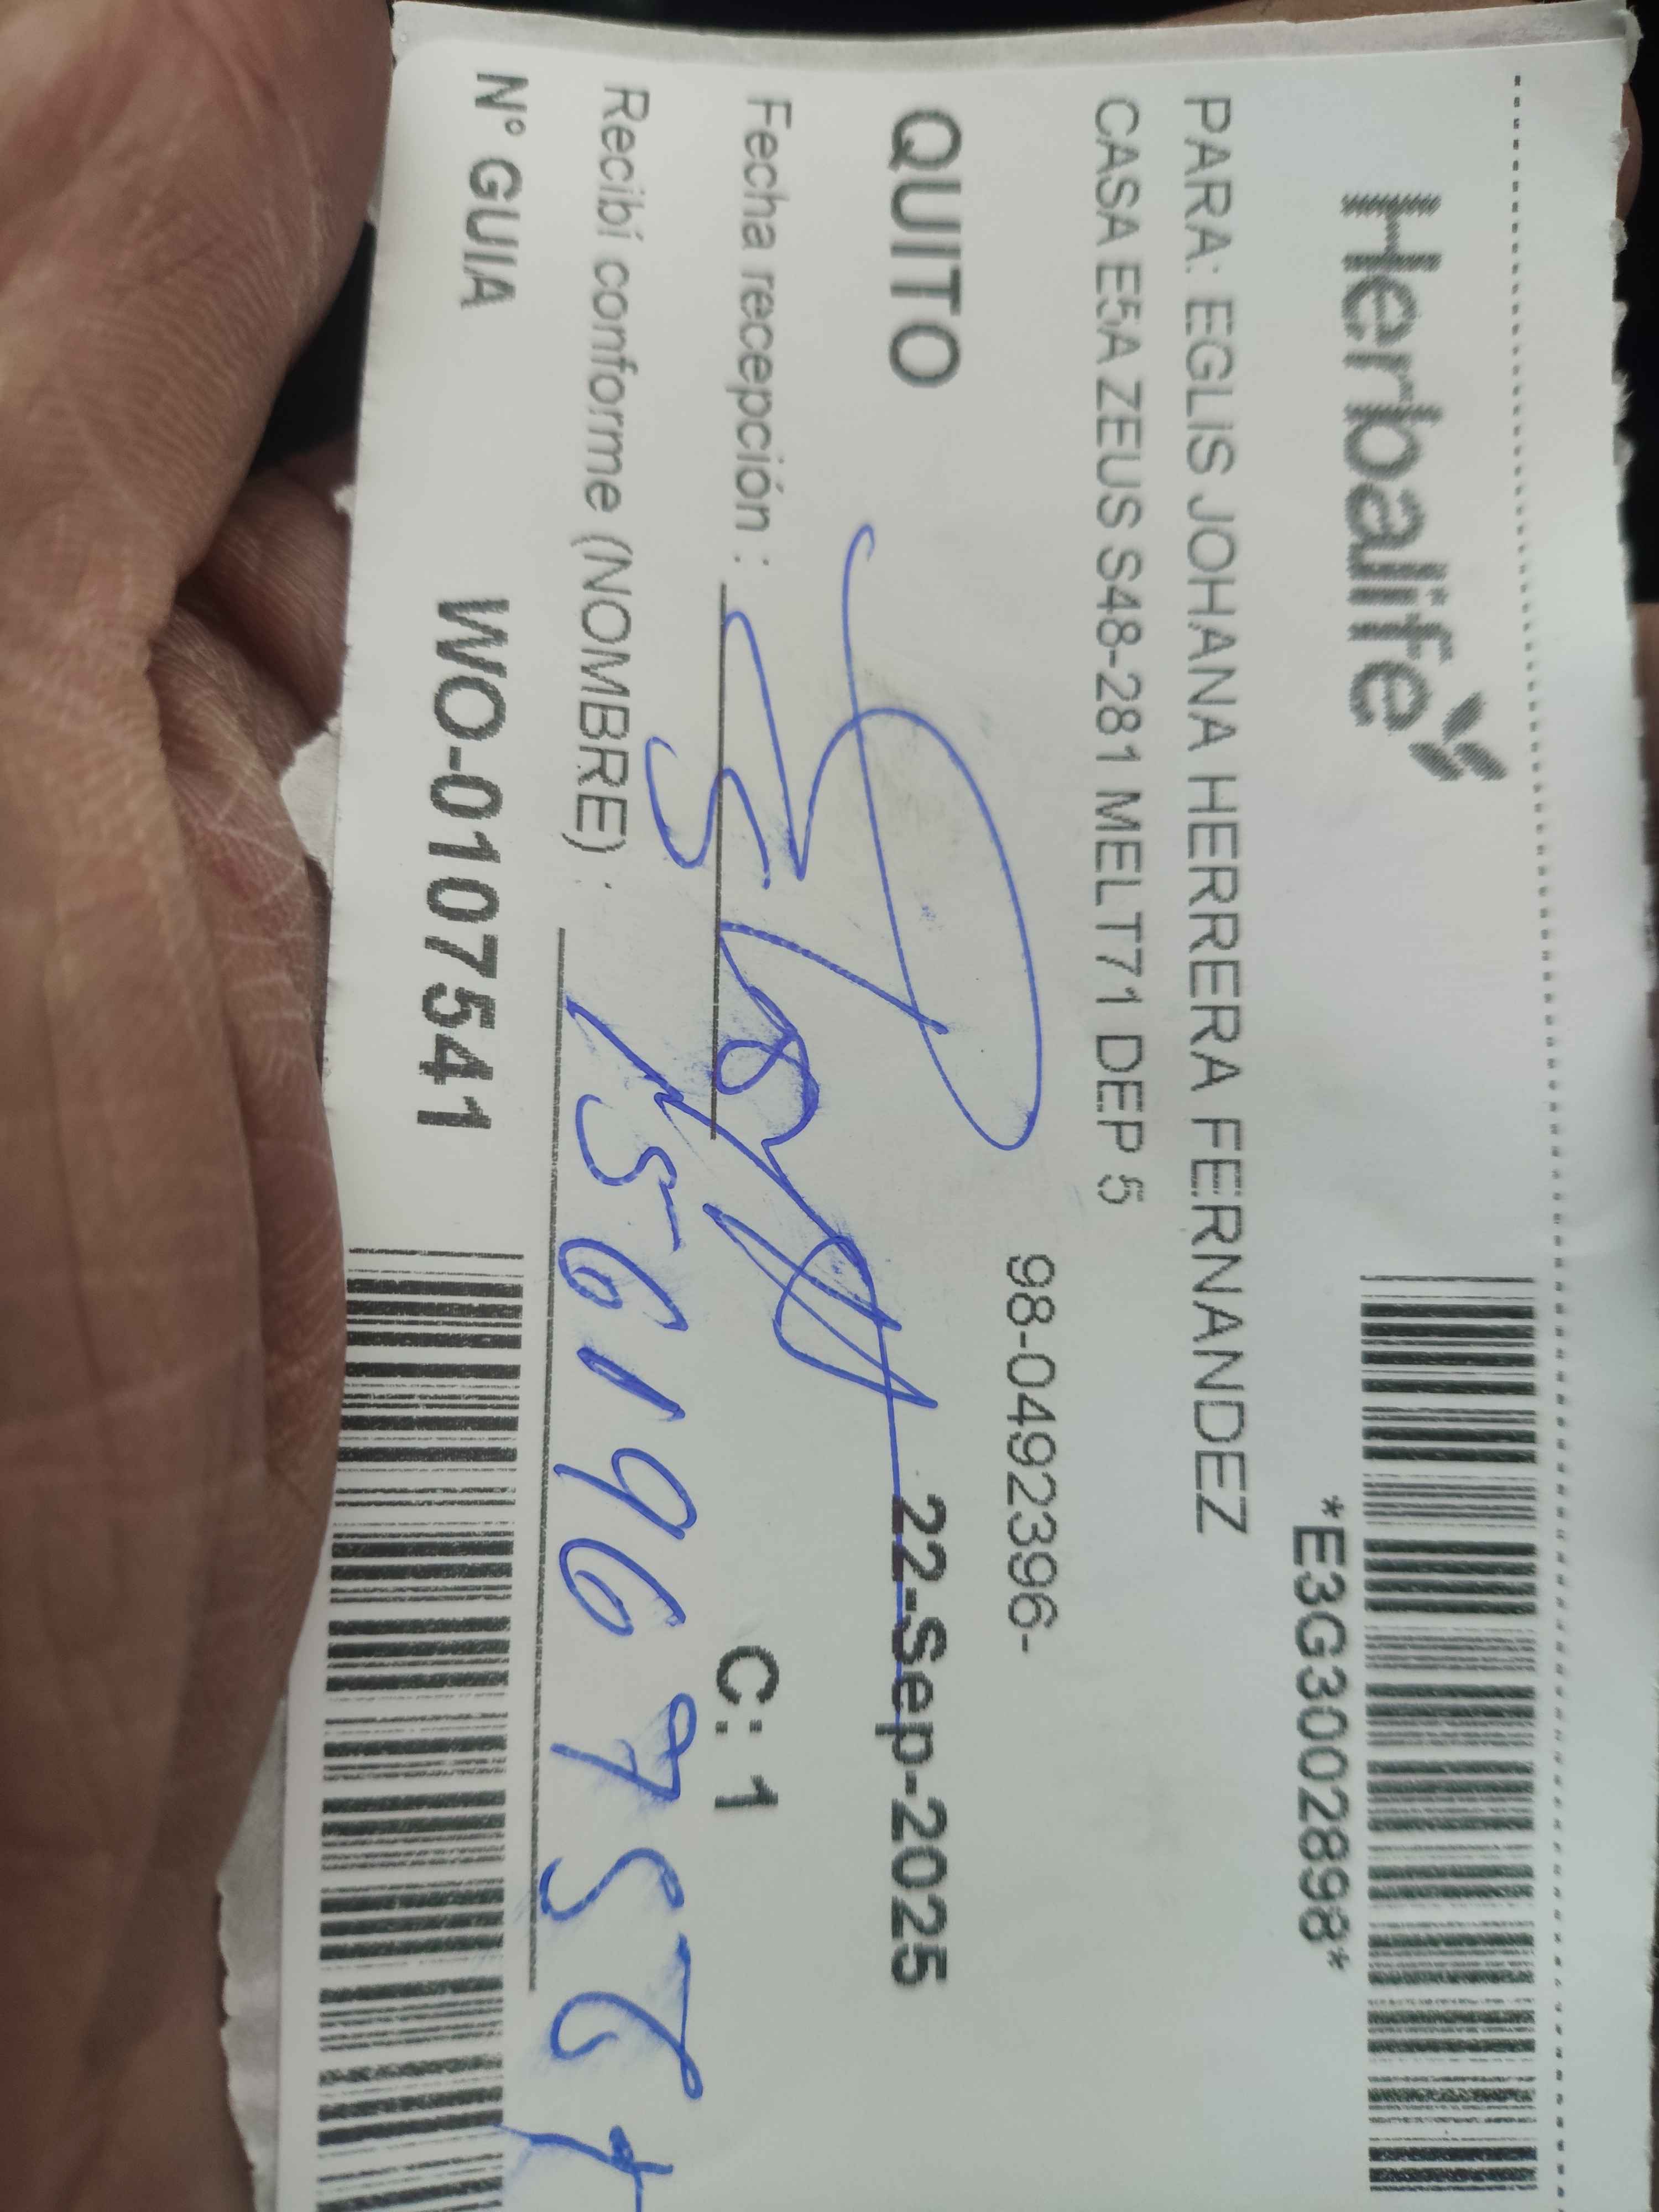 Herbalife
*E3G3002898*
PARA: EGLIS JOHANA HERRERA FERNANDEZ
CASA E5A ZEUS S48-281 MELT71 DEP 5
98-0492396-
QUITO 22-Sep-2025
Fecha recepción :
C: 1
Recibí conforme (NOMBRE) :
N° GUIA WO-0107541